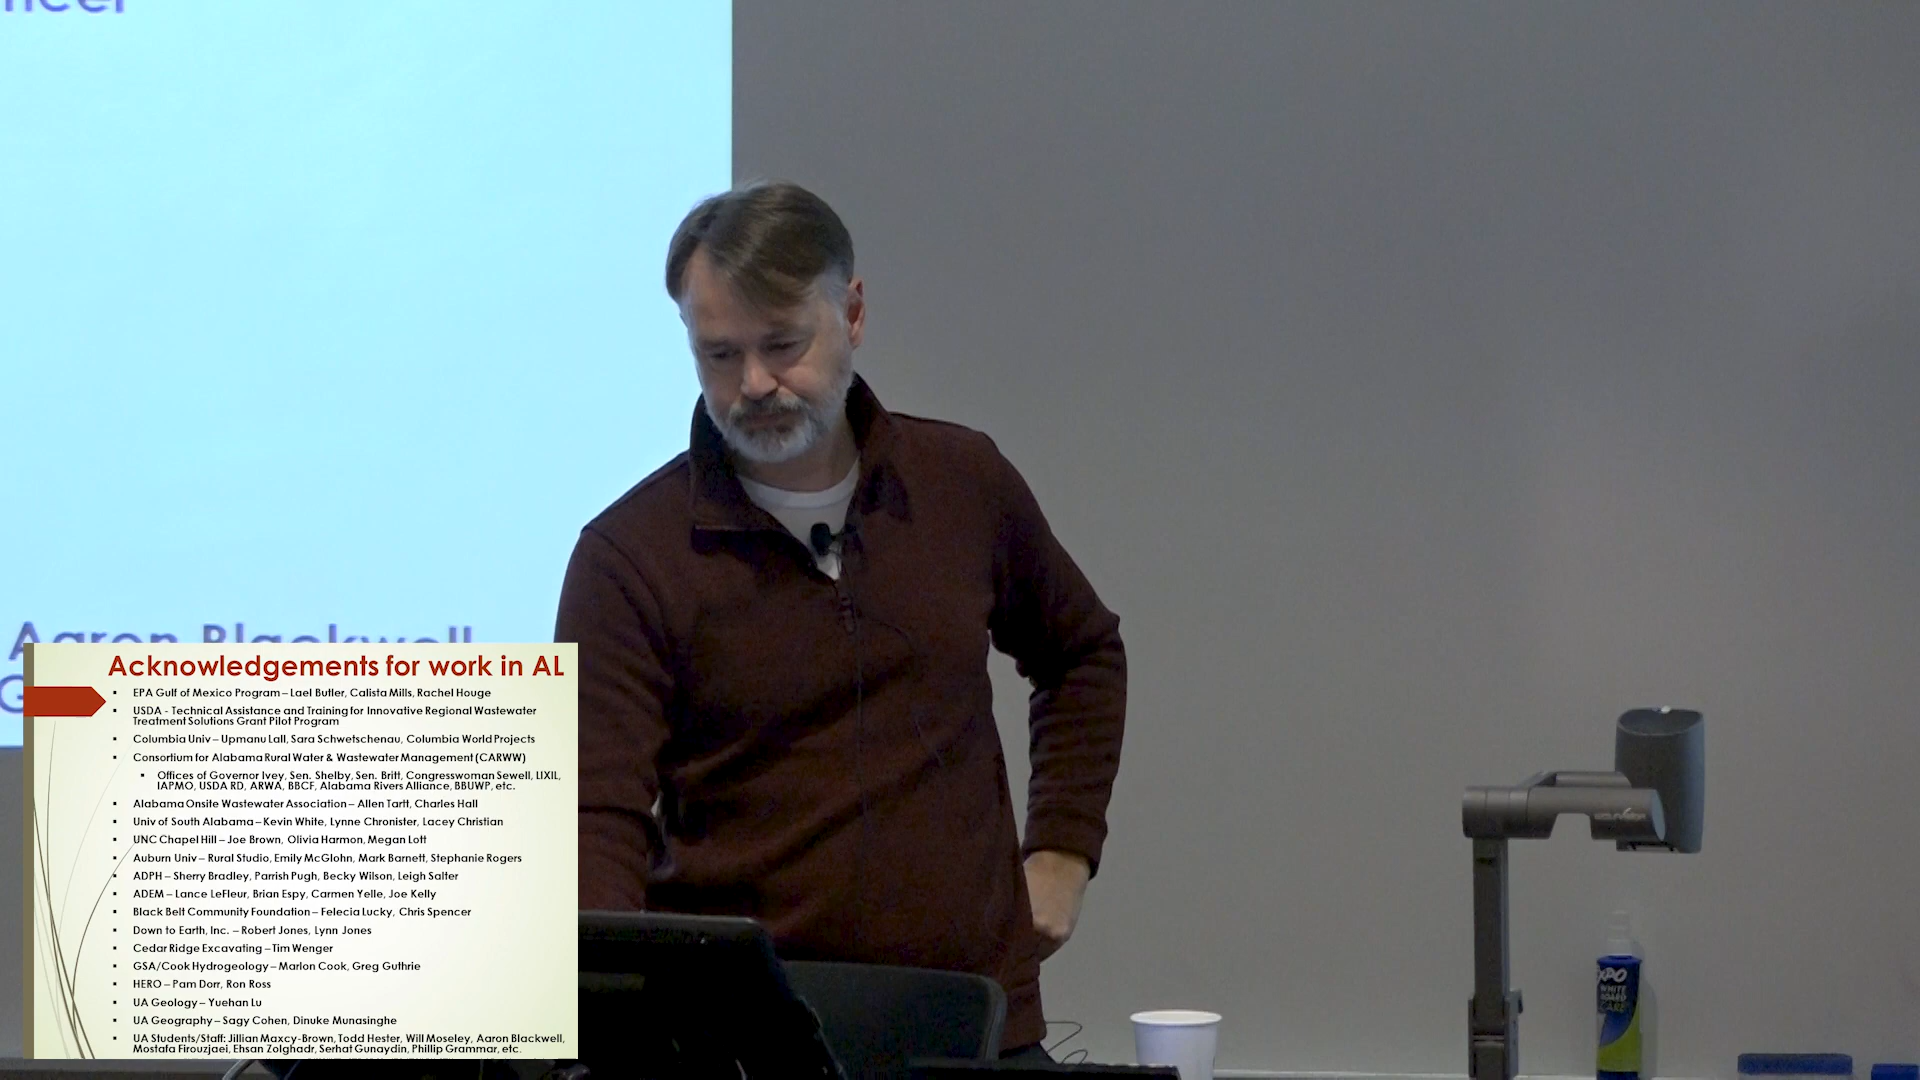 Aaron Blackwell
Acknowledgements for work in AL
▪ EPA Gulf of Mexico Program – Lael Butler, Calista Mills, Rachel Houge
▪ USDA - Technical Assistance and Training for Innovative Regional Wastewater
Treatment Solutions Grant Pilot Program
▪ Columbia Univ – Upmanu Lall, Sara Schwetschenau, Columbia World Projects
▪ Consortium for Alabama Rural Water & Wastewater Management (CARWW)
▪ Offices of Governor Ivey, Sen. Shelby, Sen. Britt, Congresswoman Sewell, LIXIL,
IAPMO, USDA RD, ARWA, BBCF, Alabama Rivers Alliance, BBUWP, etc.
▪ Alabama Onsite Wastewater Association – Allen Tartt, Charles Hall
▪ Univ of South Alabama – Kevin White, Lynne Chronister, Lacey Christian
▪ UNC Chapel Hill – Joe Brown, Olivia Harmon, Megan Lott
▪ Auburn Univ – Rural Studio, Emily McGlohn, Mark Barnett, Stephanie Rogers
▪ ADPH – Sherry Bradley, Parrish Pugh, Becky Wilson, Leigh Salter
▪ ADEM – Lance LeFleur, Brian Espy, Carmen Yelle, Joe Kelly
▪ Black Belt Community Foundation – Felecia Lucky, Chris Spencer
▪ Down to Earth, Inc. – Robert Jones, Lynn Jones
▪ Cedar Ridge Excavating – Tim Wenger
▪ GSA/Cook Hydrogeology – Marlon Cook, Greg Guthrie
▪ HERO – Pam Dorr, Ron Ross
▪ UA Geology – Yuehan Lu
▪ UA Geography – Sagy Cohen, Dinuke Munasinghe
▪ UA Students/Staff: Jillian Maxcy-Brown, Todd Hester, Will Moseley, Aaron Blackwell,
Mostafa Firouzjaei, Ehsan Zolghadr, Serhat Gunaydin, Phillip Grammar, etc.
EXPO
WHITE
BOARD
CARE